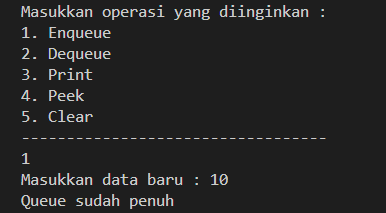 Masukkan operasi yang diinginkan :
1. Enqueue
2. Dequeue
3. Print
4. Peek
5. Clear
---------------------------------
1
Masukkan data baru : 10
Queue sudah penuh